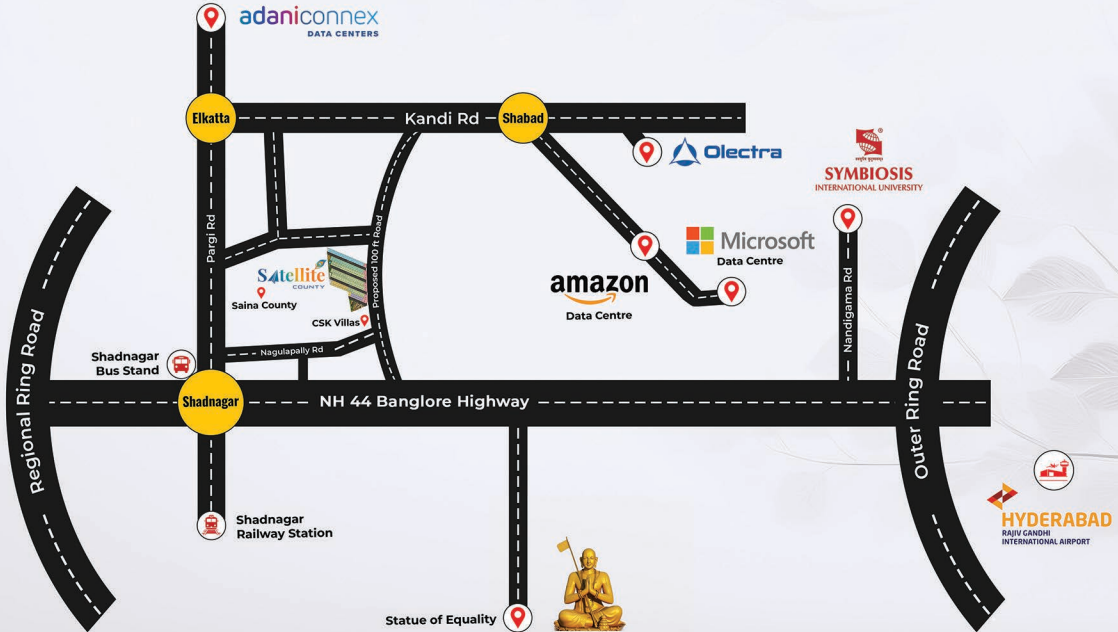 adaniconnex
DATA CENTERS
Elkatta
Kandi Rd
Shabad
Olectra
SYMBIOSIS
INTERNATIONAL UNIVERSITY
Pargi Rd
Proposed 100 ft Road
Microsoft
Data Centre
Satellite
COUNTY
Saina County
CSK Villas
amazon
Data Centre
Nandigama Rd
Nagulapally Rd
Shadnagar
Bus Stand
Regional Ring Road
Shadnagar
NH 44 Banglore Highway
Outer Ring Road
HYDERABAD
RAJIV GANDHI
INTERNATIONAL AIRPORT
Shadnagar
Railway Station
Statue of Equality